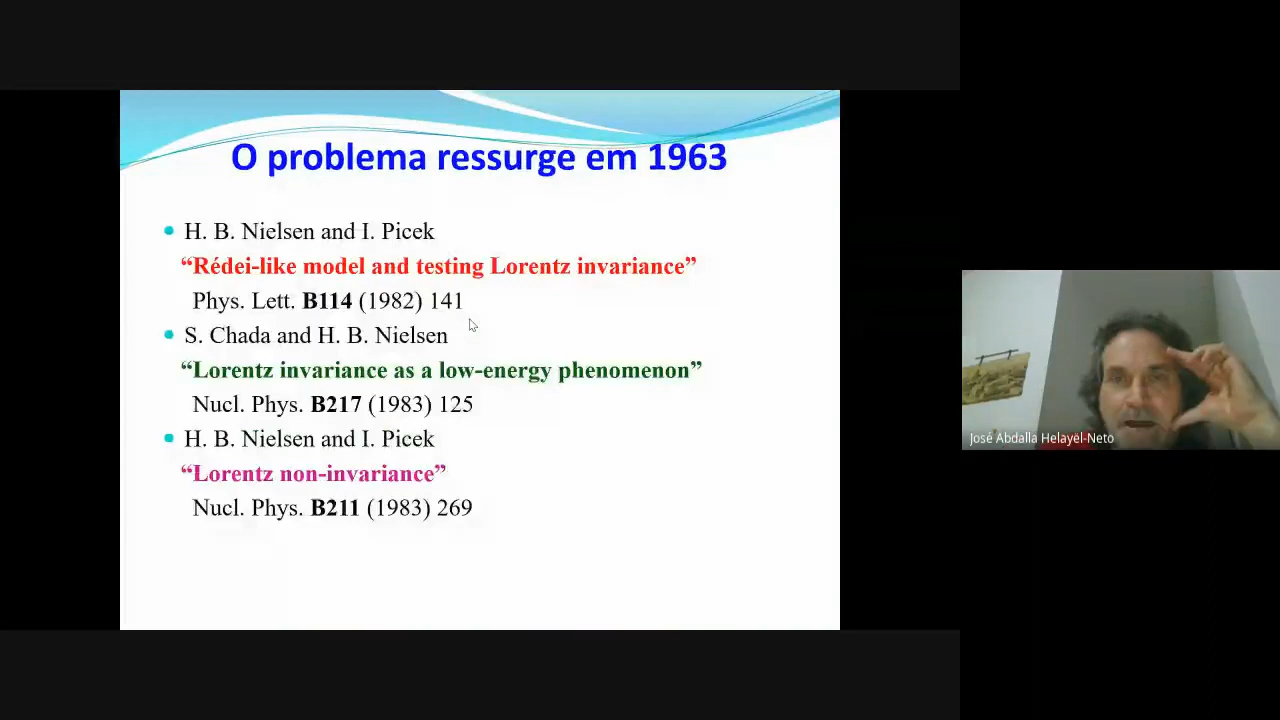 O problema ressurge em 1963
H. B. Nielsen and I. Picek
“Rédei-like model and testing Lorentz invariance”
Phys. Lett. B114 (1982) 141
S. Chada and H. B. Nielsen
“Lorentz invariance as a low-energy phenomenon”
Nucl. Phys. B217 (1983) 125
H. B. Nielsen and I. Picek
“Lorentz non-invariance”
Nucl. Phys. B211 (1983) 269
José Abdalla Helayël-Neto